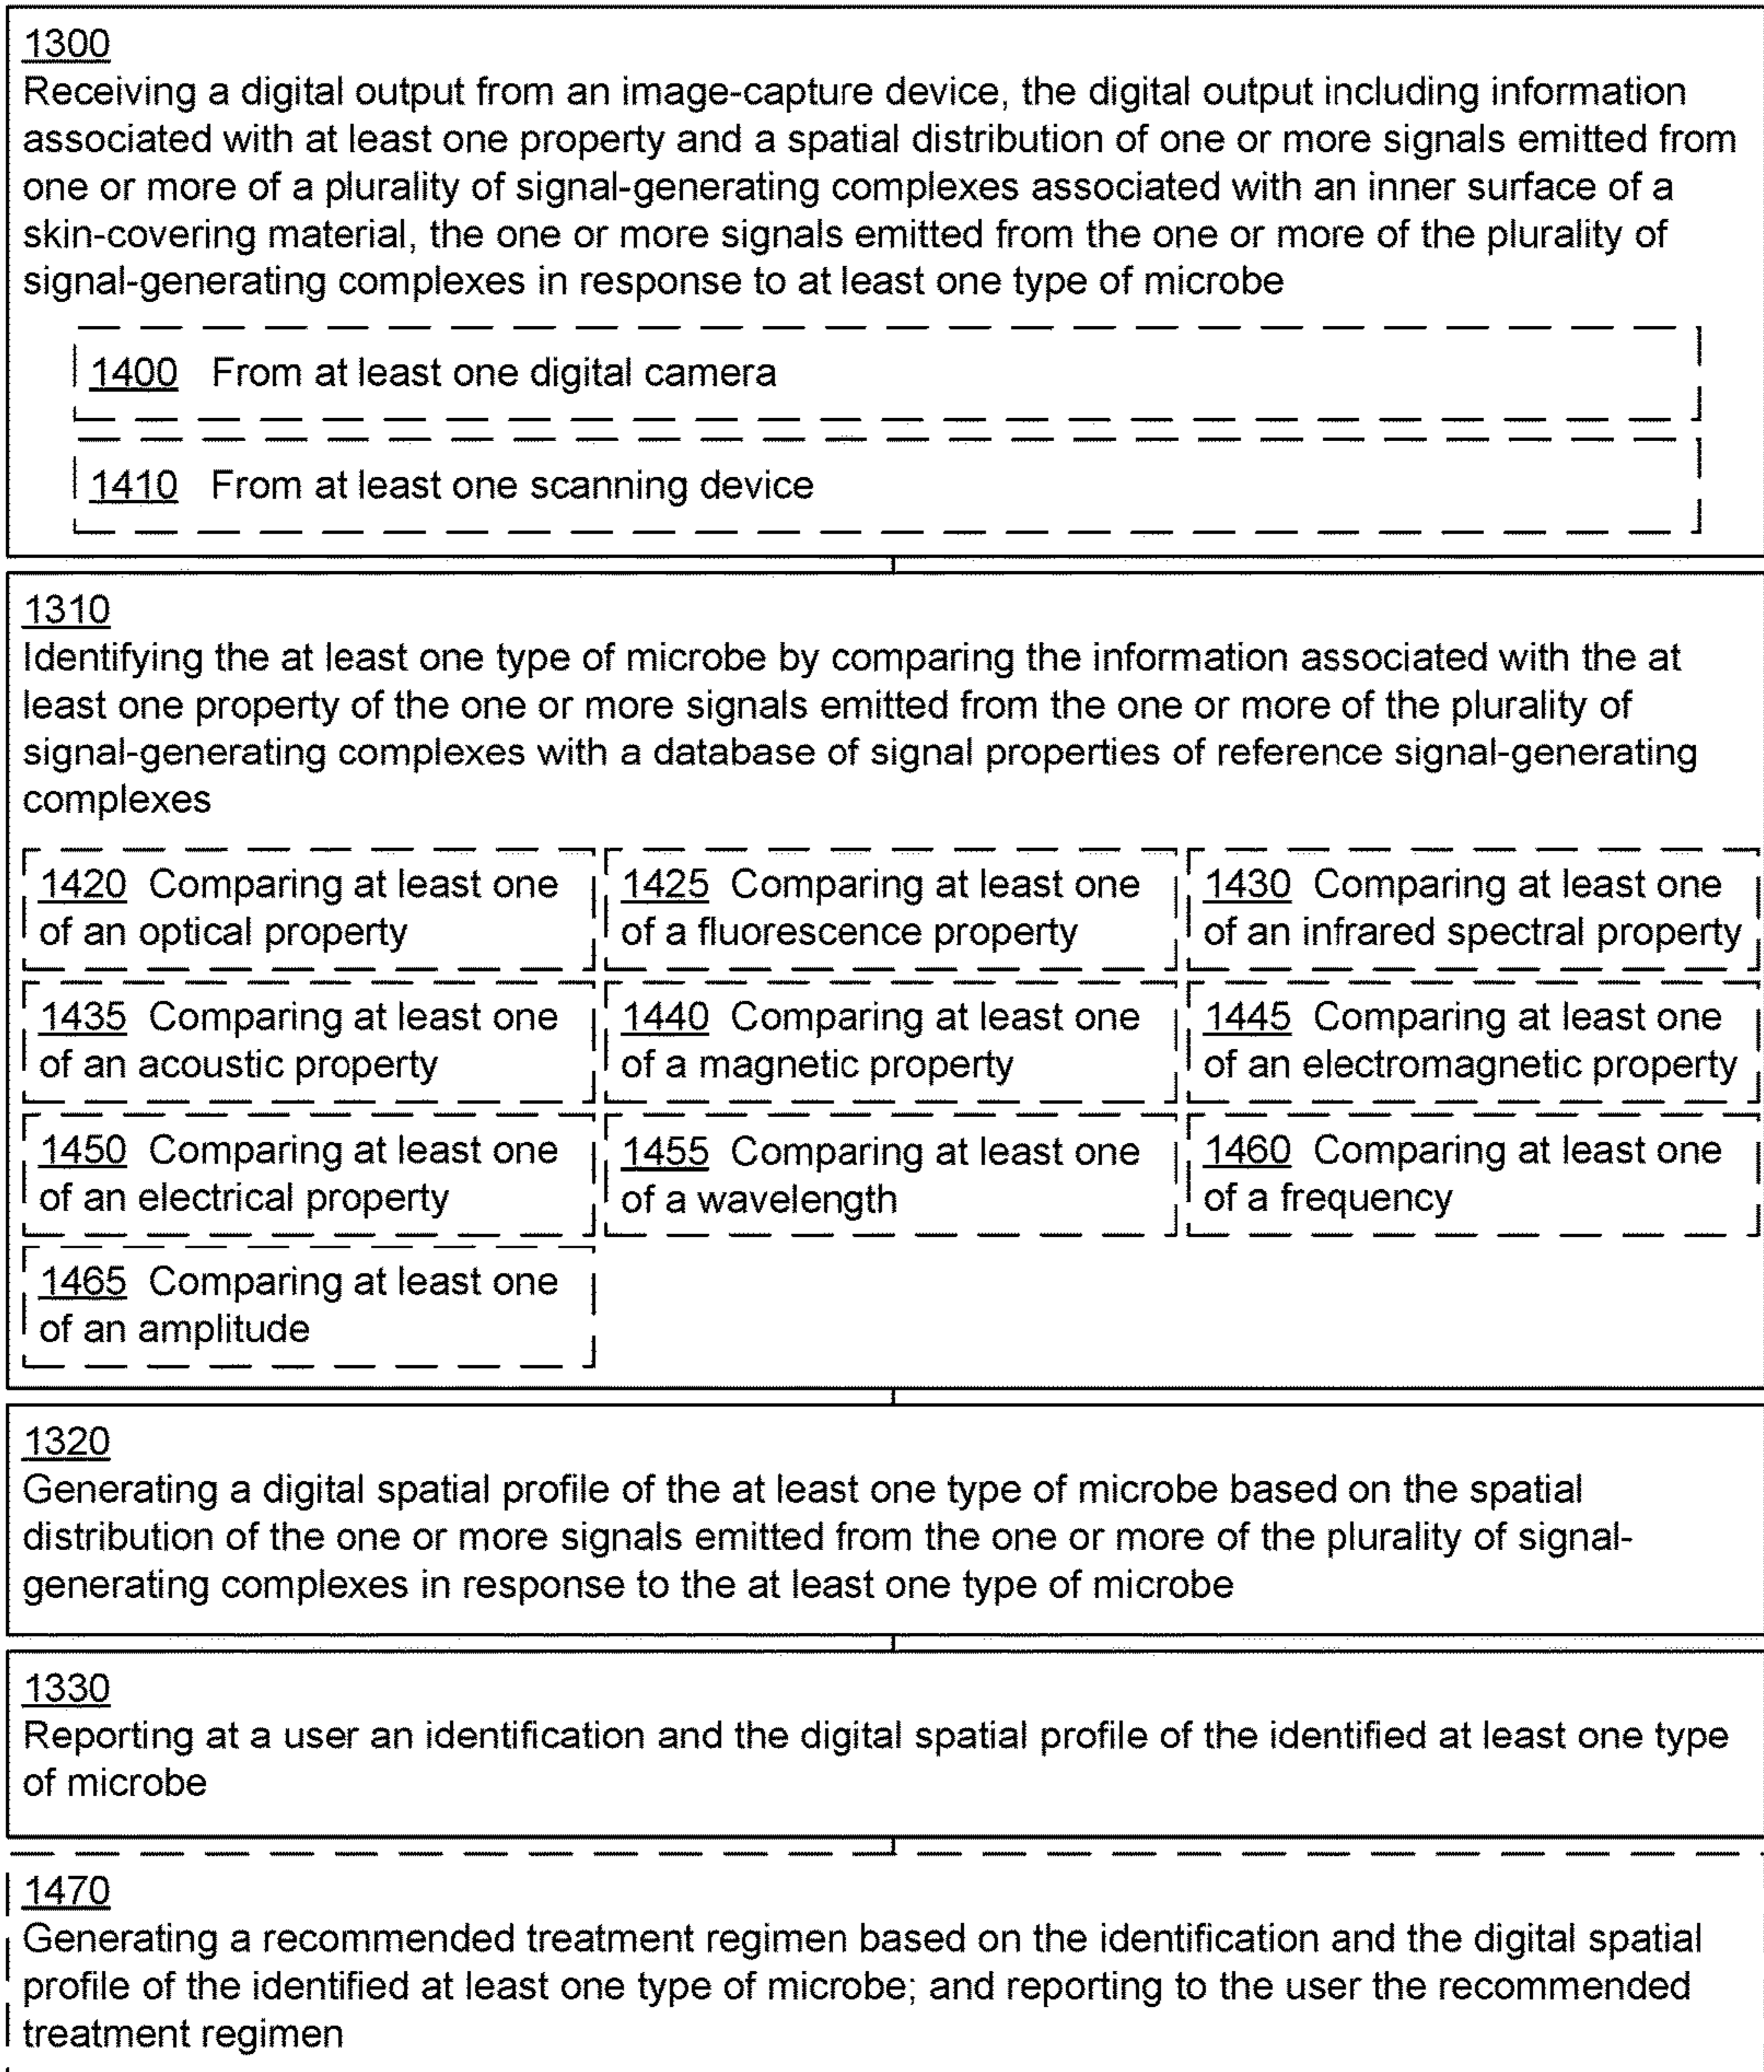 1300
Receiving a digital output from an image-capture device, the digital output including information
associated with at least one property and a spatial distribution of one or more signals emitted from
one or more of a plurality of signal-generating complexes associated with an inner surface of a
skin-covering material, the one or more signals emitted from the one or more of the plurality of
signal-generating complexes in response to at least one type of microbe
1400 From at least one digital camera
1410 From at least one scanning device
1310
Identifying the at least one type of microbe by comparing the information associated with the at
least one property of the one or more signals emitted from the one or more of the plurality of
signal-generating complexes with a database of signal properties of reference signal-generating
complexes
1420 Comparing at least one
of an optical property
1425 Comparing at least one
of a fluorescence property
1430 Comparing at least one
of an infrared spectral property
1435 Comparing at least one
of an acoustic property
1440 Comparing at least one
of a magnetic property
1445 Comparing at least one
of an electromagnetic property
1450 Comparing at least one
of an electrical property
1455 Comparing at least one
of a wavelength
1460 Comparing at least one
of a frequency
1465 Comparing at least one
of an amplitude
1320
Generating a digital spatial profile of the at least one type of microbe based on the spatial
distribution of the one or more signals emitted from the one or more of the plurality of signal-
generating complexes in response to the at least one type of microbe
1330
Reporting at a user an identification and the digital spatial profile of the identified at least one type
of microbe
1470
Generating a recommended treatment regimen based on the identification and the digital spatial
profile of the identified at least one type of microbe; and reporting to the user the recommended
treatment regimen